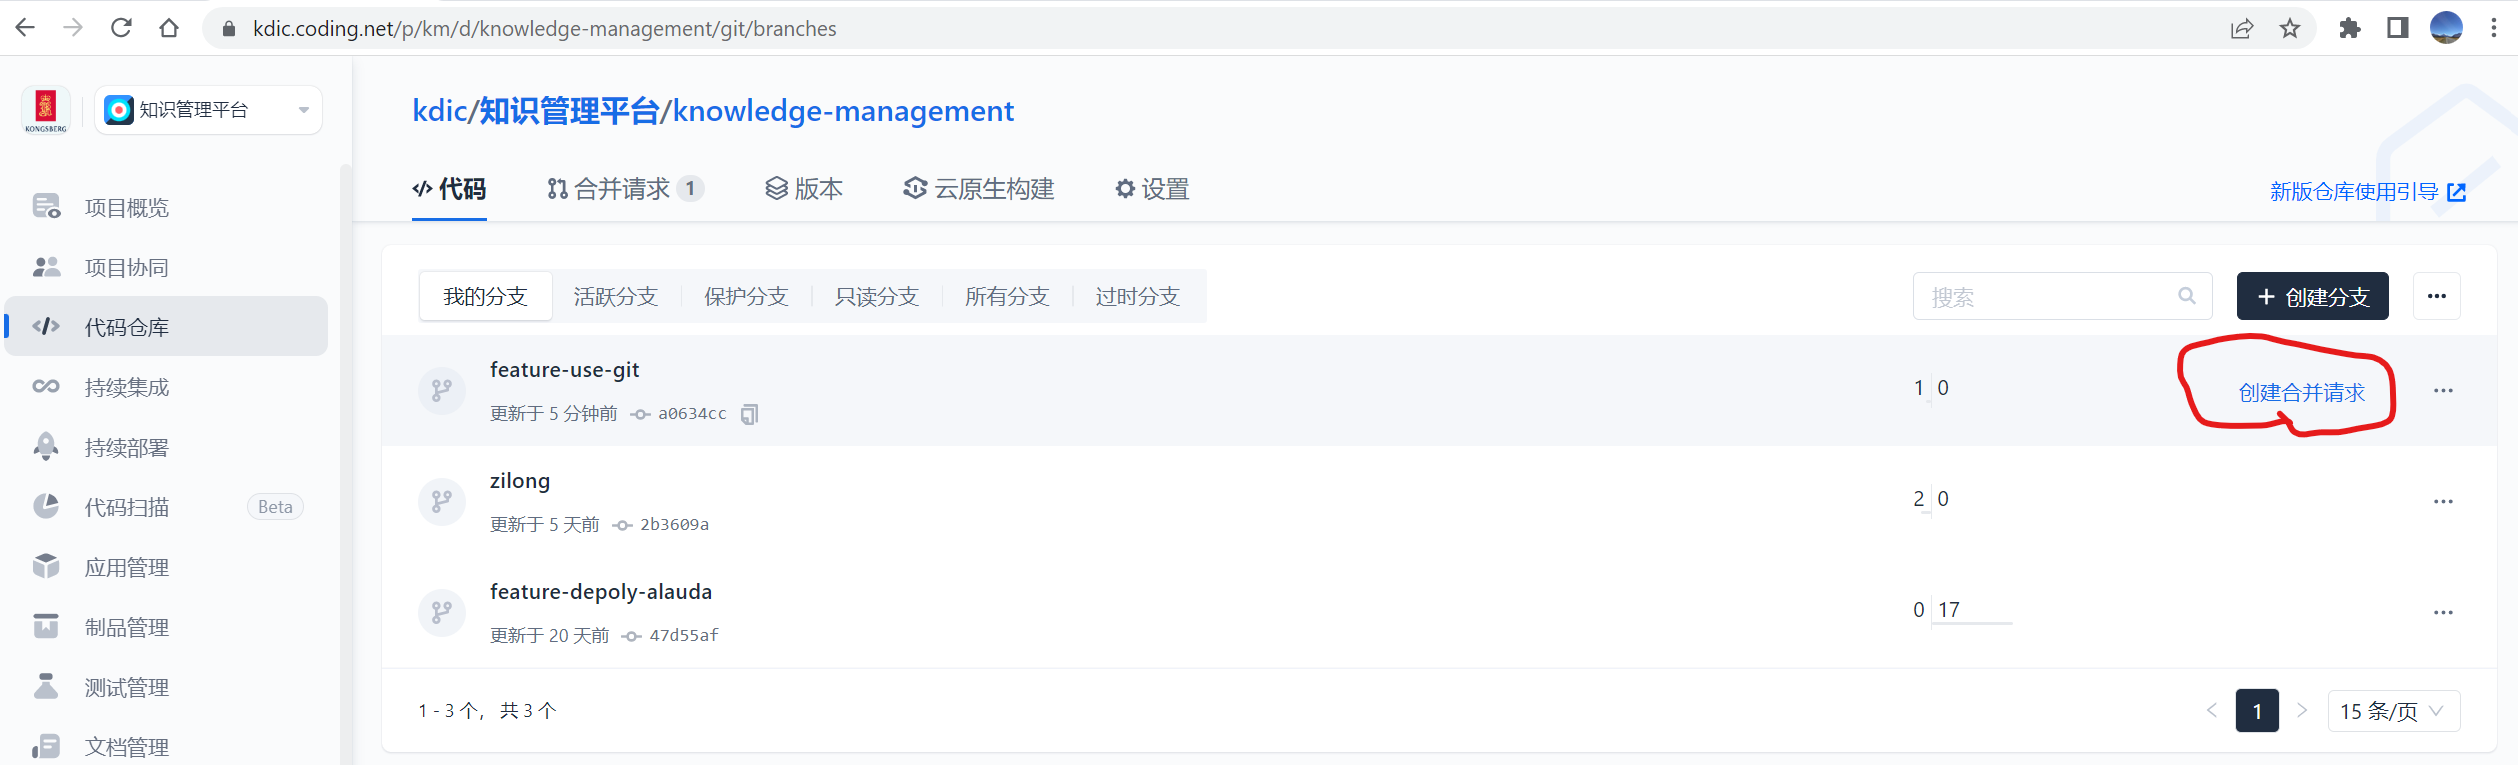 kdic.coding.net/p/km/d/knowledge-management/git/branches
KONGSBERG
知识管理平台
kdic/知识管理平台/knowledge-management
代码
合并请求 1
版本
云原生构建
设置
新版仓库使用引导
项目概览
项目协同
代码仓库
持续集成
持续部署
代码扫描 Beta
应用管理
制品管理
测试管理
文档管理
我的分支
活跃分支
保护分支
只读分支
所有分支
过时分支
搜索
+ 创建分支
feature-use-git
更新于 5 分钟前 a0634cc
1 0
创建合并请求
zilong
更新于 5 天前 2b3609a
2 0
feature-depoly-alauda
更新于 20 天前 47d55af
0 17
1 - 3 个， 共 3 个
1
15 条/页